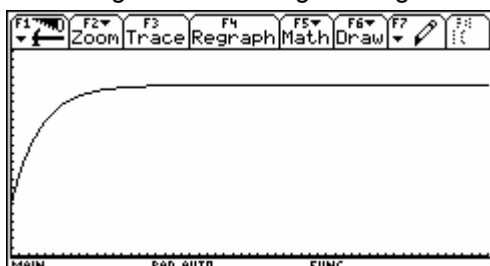 F1 F2 Zoom F3 Trace F4 Regraph F5 Math F6 Draw F7
MAIN RAD AUTO FUNC